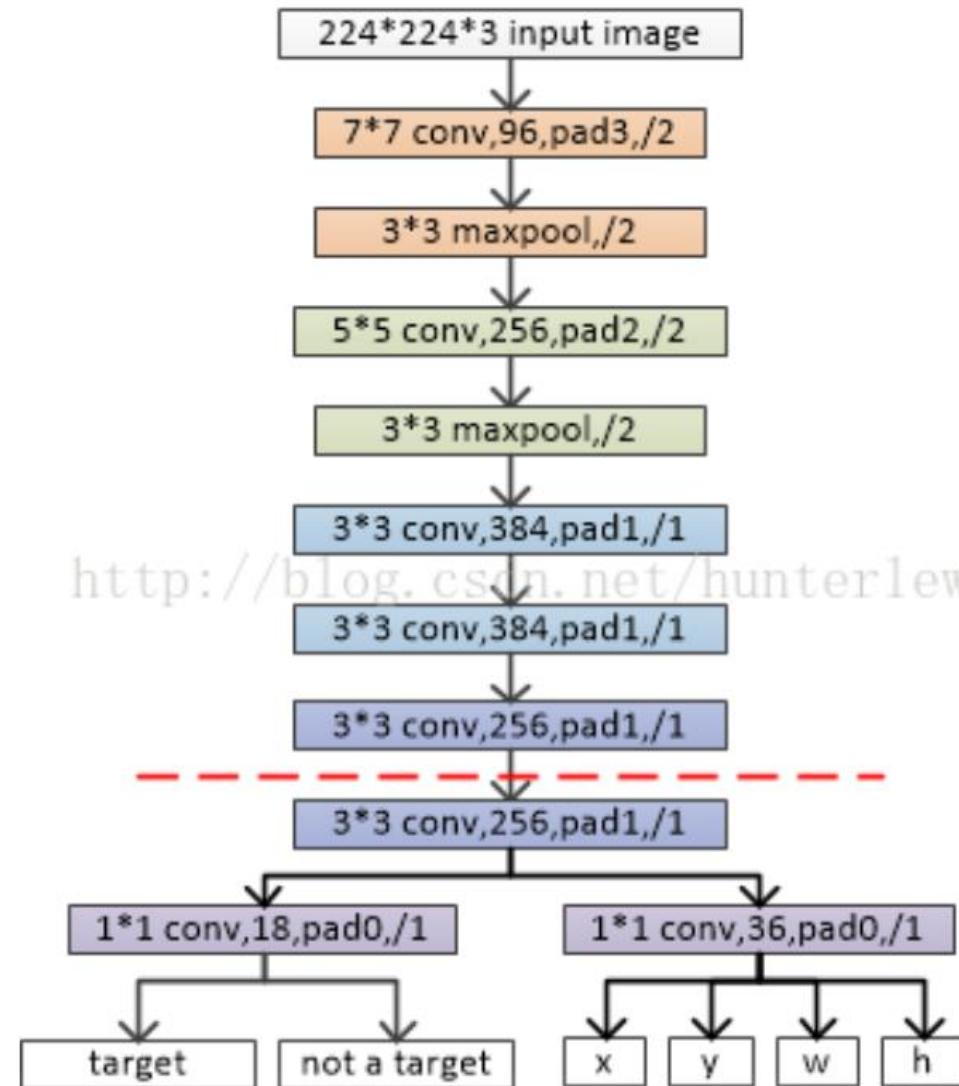 224*224*3 input image
7*7 conv,96,pad3,/2
3*3 maxpool,/2
5*5 conv,256,pad2,/2
3*3 maxpool,/2
3*3 conv,384,pad1,/1
http://blog.csdn.net/hunterlew
3*3 conv,384,pad1,/1
3*3 conv,256,pad1,/1
3*3 conv,256,pad1,/1
1*1 conv,18,pad0,/1 1*1 conv,36,pad0,/1
target not a target x y w h